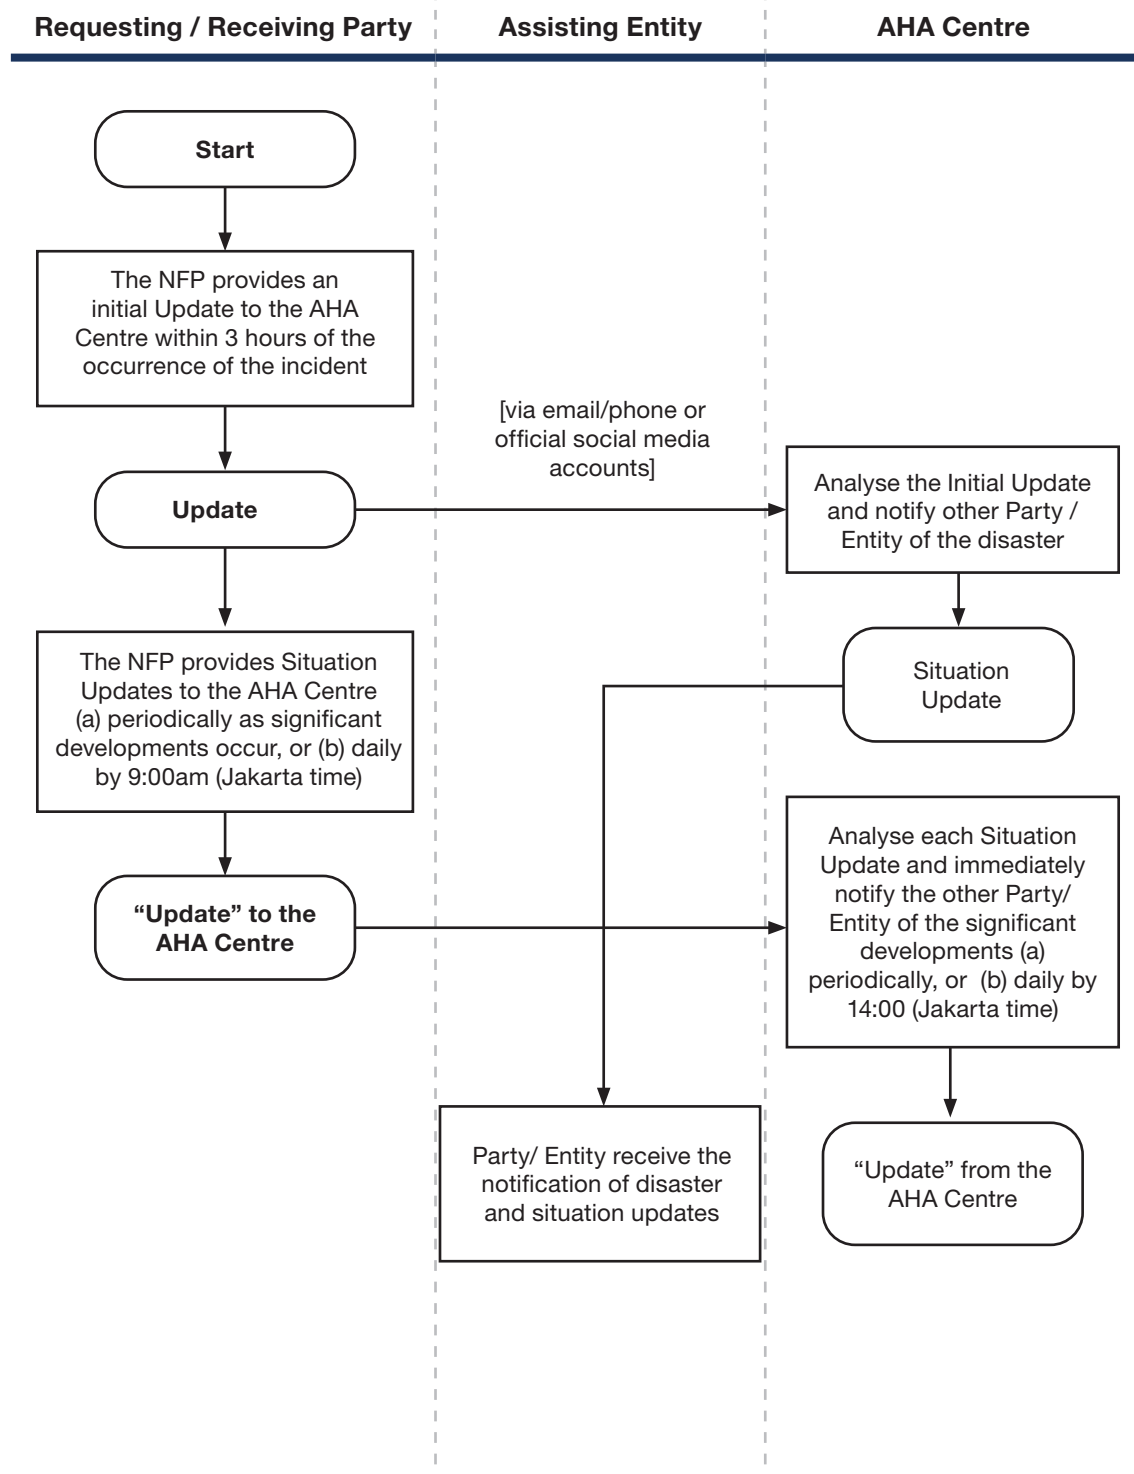 Requesting / Receiving Party
Assisting Entity
AHA Centre
Start
The NFP provides an
initial Update to the AHA
Centre within 3 hours of the
occurrence of the incident
[via email/phone or
official social media
accounts]
Update
Analyse the Initial Update
and notify other Party /
Entity of the disaster
The NFP provides Situation
Updates to the AHA Centre
(a) periodically as significant
developments occur, or (b) daily
by 9:00am (Jakarta time)
Situation
Update
“Update” to the
AHA Centre
Analyse each Situation
Update and immediately
notify the other Party/
Entity of the significant
developments (a)
periodically, or (b) daily by
14:00 (Jakarta time)
Party/ Entity receive the
notification of disaster
and situation updates
“Update” from the
AHA Centre